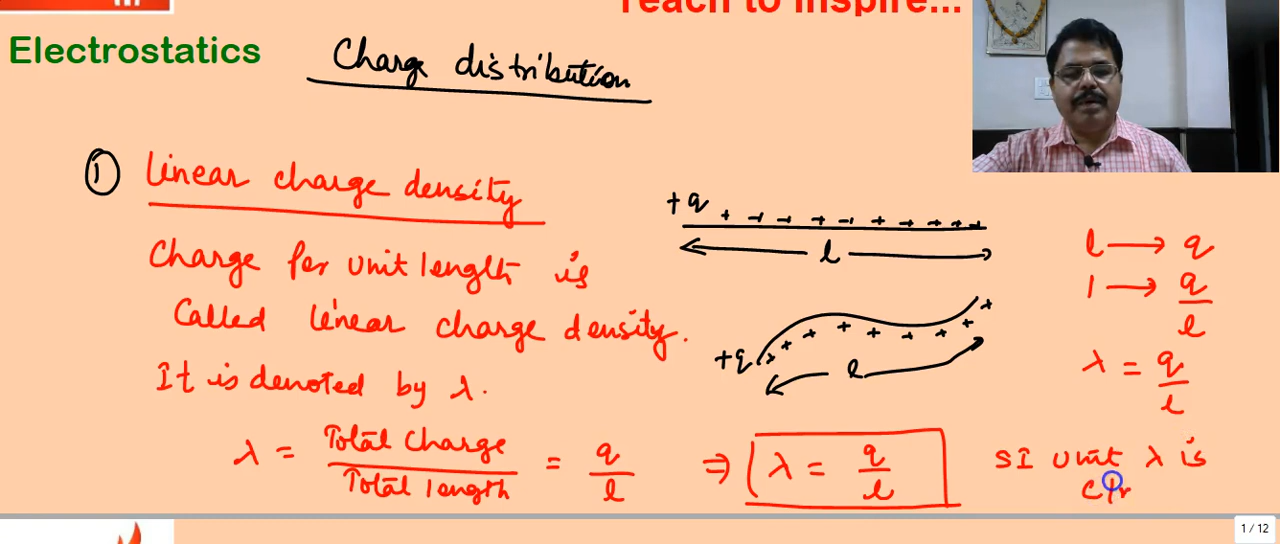 Teach to Inspire...
Electrostatics
Charge distribution
① Linear charge density
Charge Per unit length is
Called linear charge density.
It is denoted by λ.
λ = Total Charge / Total length = q / l ⇒ λ = q / l
+q + + + + + + + + + +
l
+q + + + + + + + + +
l
l → q
1 → q / l
λ = q / l
SI Unit λ is
1 / 12